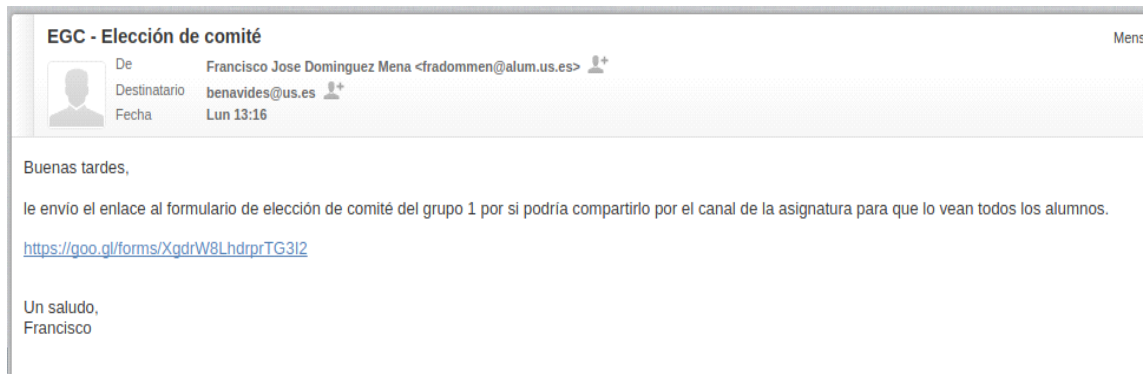 EGC - Elección de comité
Mens
De Francisco Jose Dominguez Mena <fradommen@alum.us.es>
Destinatario benavides@us.es
Fecha Lun 13:16
Buenas tardes,
le envío el enlace al formulario de elección de comité del grupo 1 por si podría compartirlo por el canal de la asignatura para que lo vean todos los alumnos.
https://goo.gl/forms/XgdrW8LhdrprTG3I2
Un saludo,
Francisco